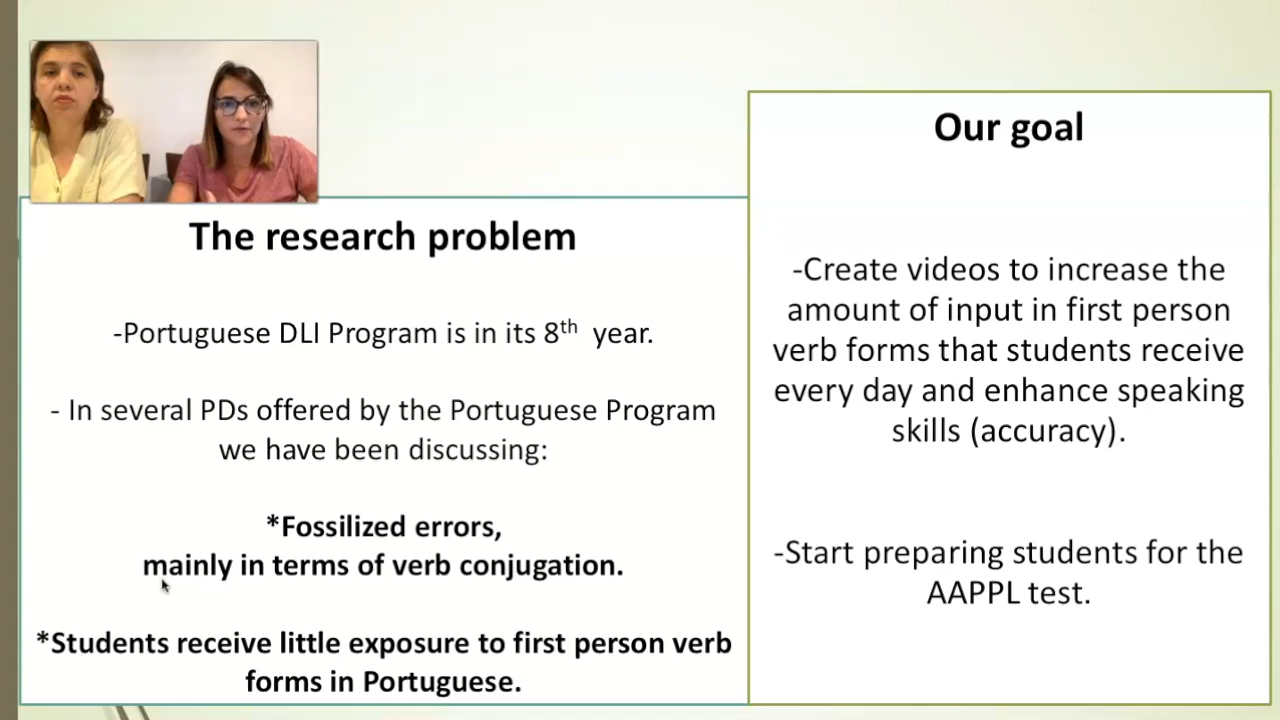 The research problem
-Portuguese DLI Program is in its 8th year.
- In several PDs offered by the Portuguese Program
we have been discussing:
*Fossilized errors,
mainly in terms of verb conjugation.
*Students receive little exposure to first person verb
forms in Portuguese.
Our goal
-Create videos to increase the
amount of input in first person
verb forms that students receive
every day and enhance speaking
skills (accuracy).
-Start preparing students for the
AAPPL test.